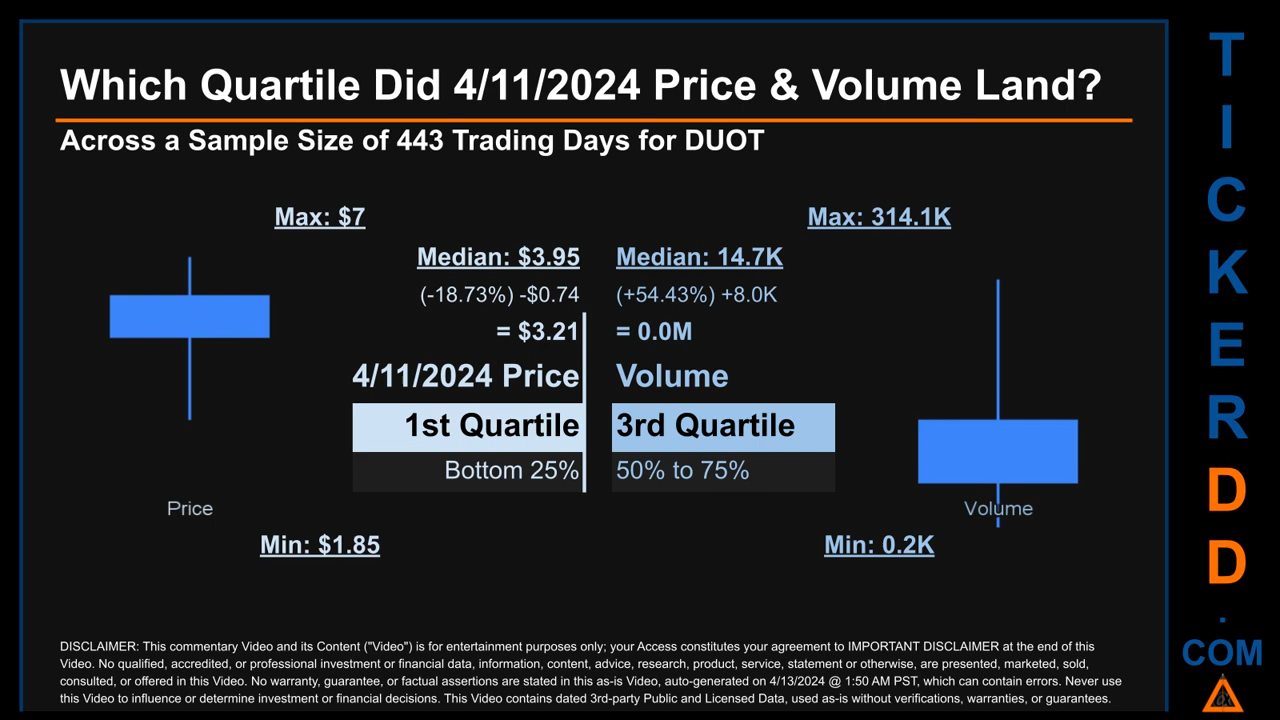 Which Quartile Did 4/11/2024 Price & Volume Land?
Across a Sample Size of 443 Trading Days for DUOT
Max: $7
Median: $3.95
(-18.73%) -$0.74
= $3.21
4/11/2024 Price
1st Quartile
Bottom 25%
Price
Min: $1.85
Max: 314.1K
Median: 14.7K
(+54.43%) +8.0K
= 0.0M
Volume
3rd Quartile
50% to 75%
Volume
Min: 0.2K
DISCLAIMER: This commentary Video and its Content ("Video") is for entertainment purposes only; your Access constitutes your agreement to IMPORTANT DISCLAIMER at the end of this
Video. No qualified, accredited, or professional investment or financial data, information, content, advice, research, product, service, statement or otherwise, are presented, marketed, sold,
consulted, or offered in this Video. No warranty, guarantee, or factual assertions are stated in this as-is Video, auto-generated on 4/13/2024 @ 1:50 AM PST, which can contain errors. Never use
this Video to influence or determine investment or financial decisions. This Video contains dated 3rd-party Public and Licensed Data, used as-is without verifications, warranties, or guarantees.
T
I
C
K
E
R
D
D
.
COM